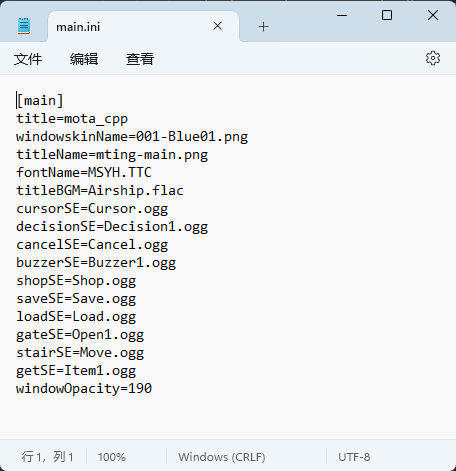 main.ini
文件 编辑 查看
[main]
title=mota_cpp
windowskinName=001-Blue01.png
titleName=mting-main.png
fontName=MSYH.TTC
titleBGM=Airship.flac
cursorSE=Cursor.ogg
decisionSE=Decision1.ogg
cancelSE=Cancel.ogg
buzzerSE=Buzzer1.ogg
shopSE=Shop.ogg
saveSE=Save.ogg
loadSE=Load.ogg
gateSE=Open1.ogg
stairSE=Move.ogg
getSE=Item1.ogg
windowOpacity=190
行 1，列 1 100% Windows (CRLF) UTF-8